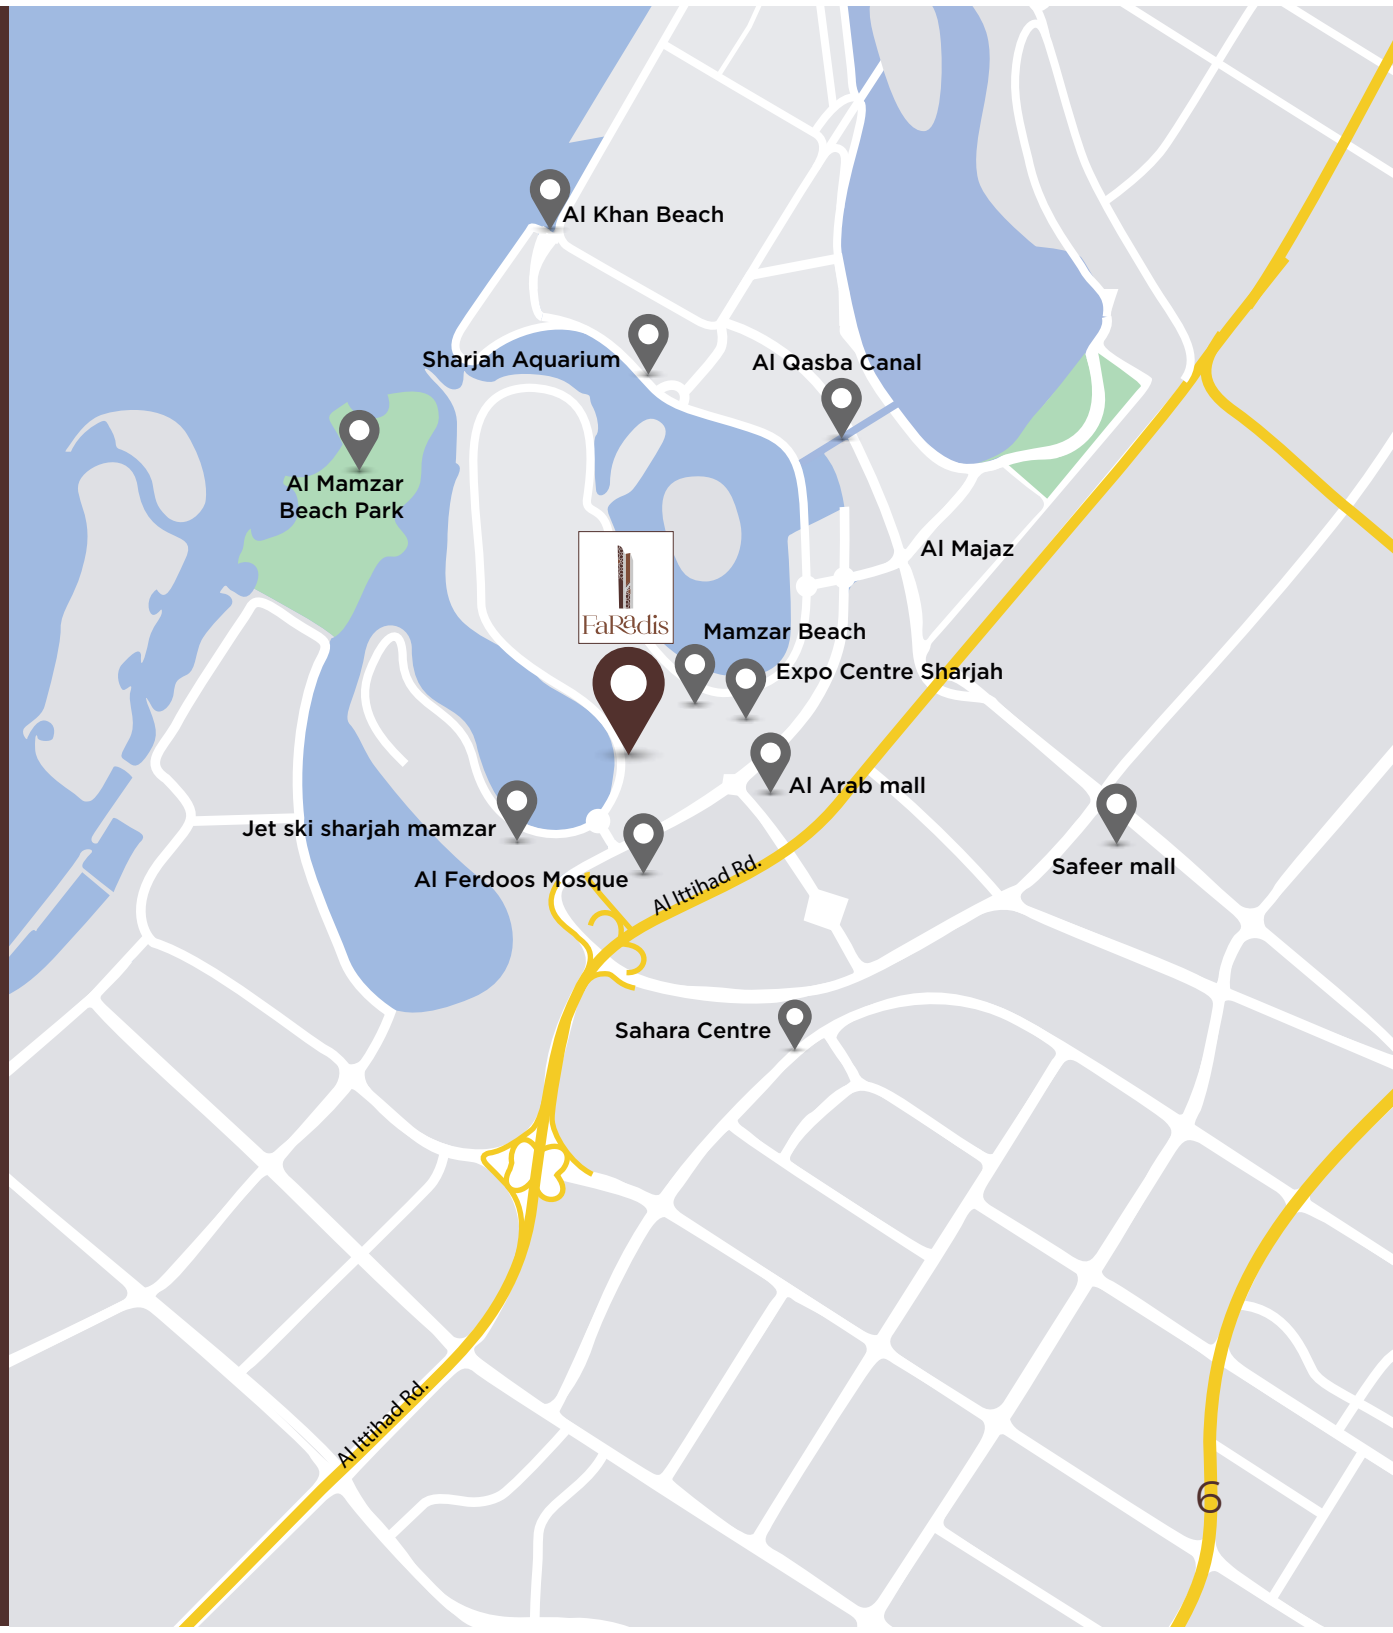 Al Khan Beach
Sharjah Aquarium
Al Qasba Canal
Al Mamzar
Beach Park
Al Majaz
FaRadis
Mamzar Beach
Expo Centre Sharjah
Al Arab mall
Jet ski sharjah mamzar
Safeer mall
Al Ferdoos Mosque
Al Ittihad Rd.
Sahara Centre
Al Ittihad Rd.
6